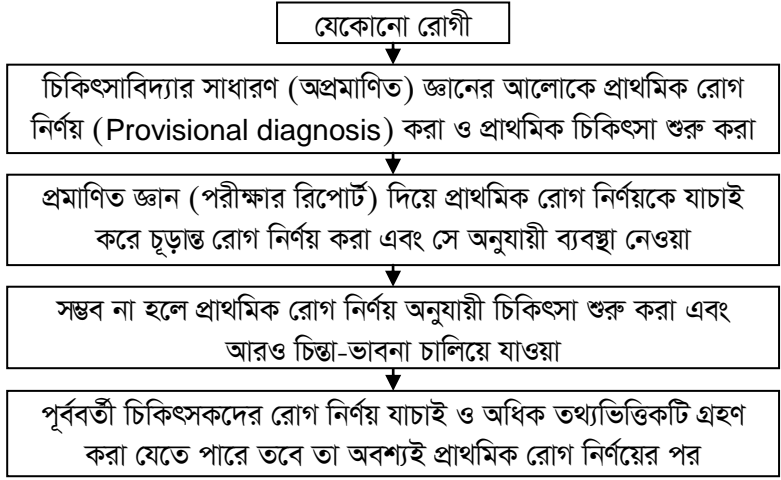 যেকোনো রোগী
চিকিৎসাবিদ্যার সাধারণ (অপ্রমাণিত) জ্ঞানের আলোকে প্রাথমিক রোগ
নির্ণয় (Provisional diagnosis) করা ও প্রাথমিক চিকিৎসা শুরু করা
প্রমাণিত জ্ঞান (পরীক্ষার রিপোর্ট) দিয়ে প্রাথমিক রোগ নির্ণয়কে যাচাই
করে চূড়ান্ত রোগ নির্ণয় করা এবং সে অনুযায়ী ব্যবস্থা নেওয়া
সম্ভব না হলে প্রাথমিক রোগ নির্ণয় অনুযায়ী চিকিৎসা শুরু করা এবং
আরও চিন্তা-ভাবনা চালিয়ে যাওয়া
পূর্ববর্তী চিকিৎসকদের রোগ নির্ণয় যাচাই ও অধিক তথ্যভিত্তিকটি গ্রহণ
করা যেতে পারে তবে তা অবশ্যই প্রাথমিক রোগ নির্ণয়ের পর